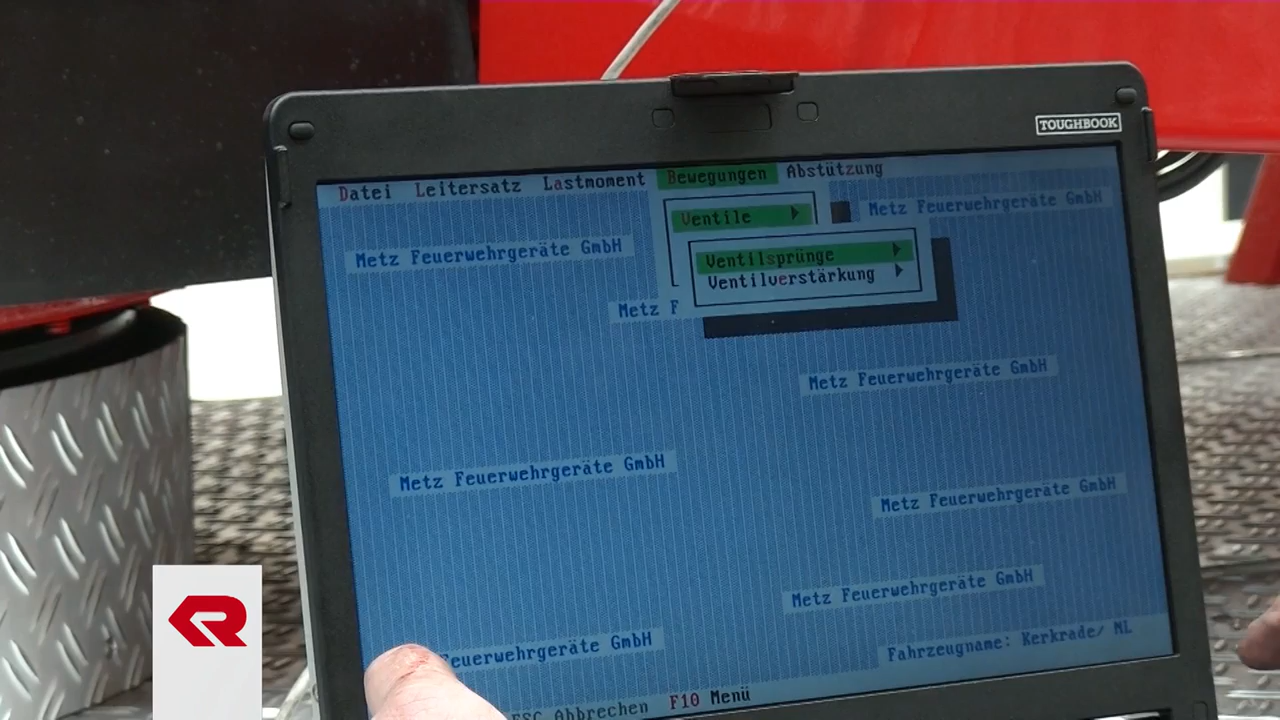 TOUGHBOOK
Datei Leitersatz Lastmoment Bewegungen Abstützung
Ventile
Metz Feuerwehrgeräte GmbH
Metz Feuerwehrgeräte GmbH
Ventilsprünge
Ventilverstärkung
Metz F
Metz Feuerwehrgeräte GmbH
Metz Feuerwehrgeräte GmbH
Metz Feuerwehrgeräte GmbH
Metz Feuerwehrgeräte GmbH
Feuerwehrgeräte GmbH
Fahrzeugname: Kerkrade/ NL
ESC Abbrechen F10 Menü
R